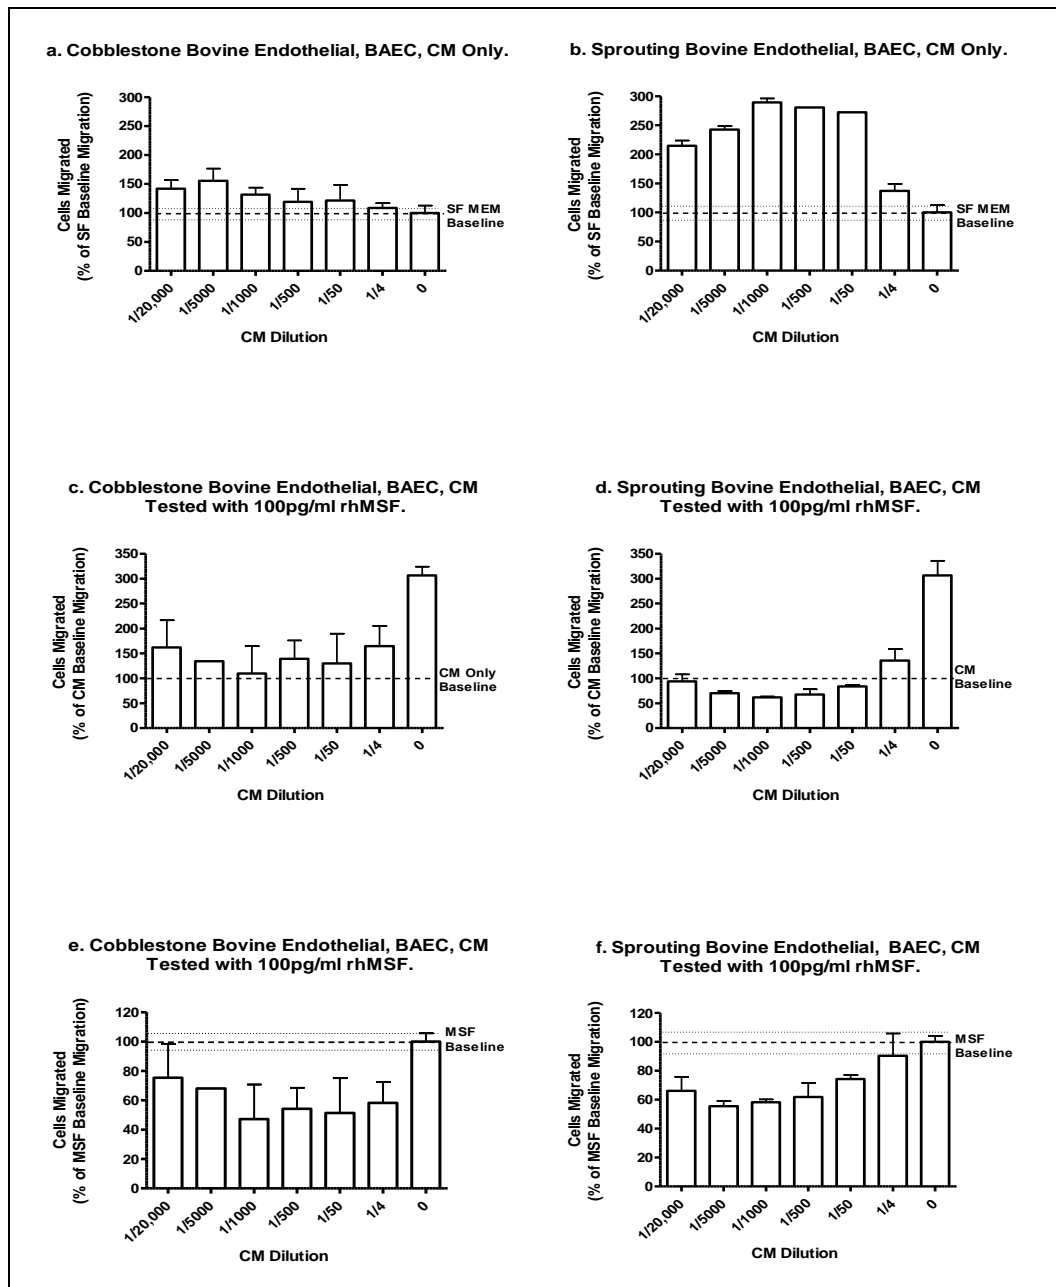 a. Cobblestone Bovine Endothelial, BAEC, CM Only.
Cells Migrated
(% of SF Baseline Migration)
300
250
200
150
100
50
0
SF MEM
Baseline
1/20,000
1/5000
1/1000
1/500
1/50
1/4
0
CM Dilution
b. Sprouting Bovine Endothelial, BAEC, CM Only.
Cells Migrated
(% of SF Baseline Migration)
300
250
200
150
100
50
0
SF MEM
Baseline
1/20,000
1/5000
1/1000
1/500
1/50
1/4
0
CM Dilution
c. Cobblestone Bovine Endothelial, BAEC, CM
Tested with 100pg/ml rhMSF.
Cells Migrated
(% of CM Baseline Migration)
350
300
250
200
150
100
50
0
CM Only
Baseline
1/20,000
1/5000
1/1000
1/500
1/50
1/4
0
CM Dilution
d. Sprouting Bovine Endothelial, BAEC, CM
Tested with 100pg/ml rhMSF.
Cells Migrated
(% of CM Baseline Migration)
350
300
250
200
150
100
50
0
CM
Baseline
1/20,000
1/5000
1/1000
1/500
1/50
1/4
0
CM Dilution
e. Cobblestone Bovine Endothelial, BAEC, CM
Tested with 100pg/ml rhMSF.
Cells Migrated
(% of MSF Baseline Migration)
120
100
80
60
40
20
0
MSF
Baseline
1/20,000
1/5000
1/1000
1/500
1/50
1/4
0
CM Dilution
f. Sprouting Bovine Endothelial, BAEC, CM
Tested with 100pg/ml rhMSF.
Cells Migrated
(% of MSF Baseline Migration)
120
100
80
60
40
20
0
MSF
Baseline
1/20,000
1/5000
1/1000
1/500
1/50
1/4
0
CM Dilution